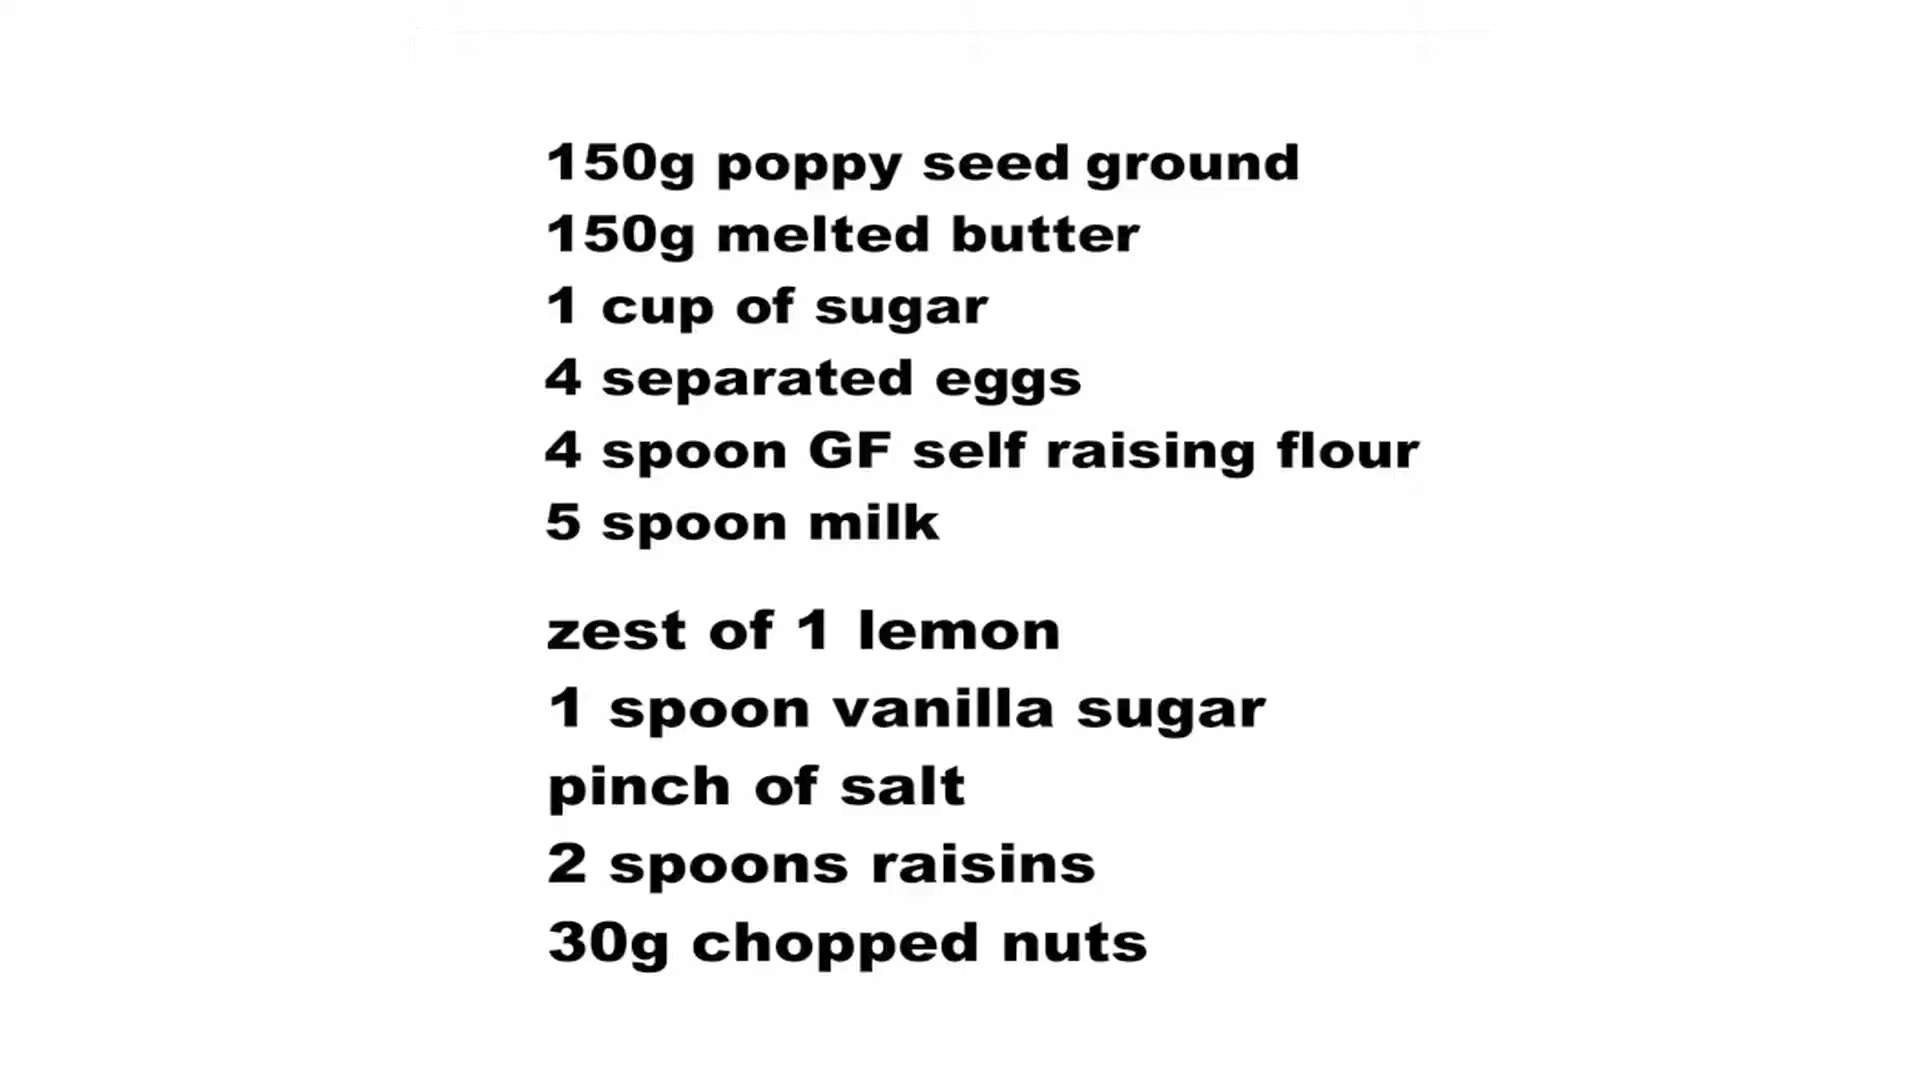 150g poppy seed ground
150g melted butter
1 cup of sugar
4 separated eggs
4 spoon GF self raising flour
5 spoon milk
zest of 1 lemon
1 spoon vanilla sugar
pinch of salt
2 spoons raisins
30g chopped nuts